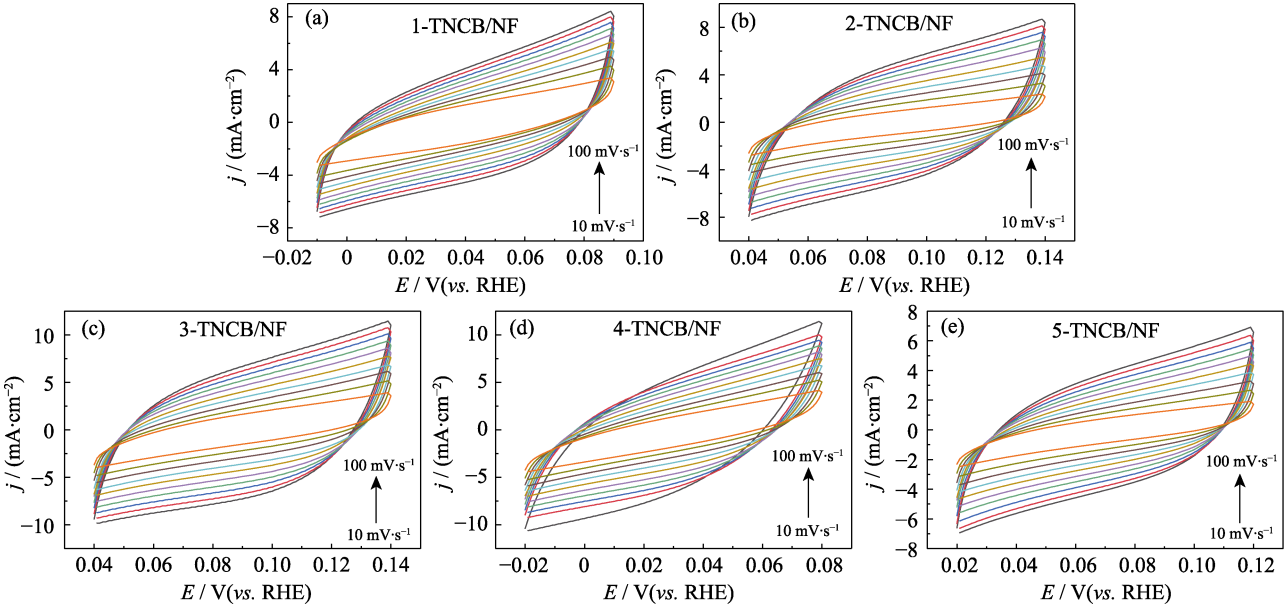 (a) 1-TNCB/NF
8
4
0
−4
−8
j / (mA·cm⁻²)
100 mV·s⁻¹
10 mV·s⁻¹
−0.02 0 0.02 0.04 0.06 0.08 0.10
E / V(vs. RHE)
(b) 2-TNCB/NF
8
4
0
−4
−8
j / (mA·cm⁻²)
100 mV·s⁻¹
10 mV·s⁻¹
0.04 0.06 0.08 0.10 0.12 0.14
E / V(vs. RHE)
(c) 3-TNCB/NF
10
5
0
−5
−10
j / (mA·cm⁻²)
100 mV·s⁻¹
10 mV·s⁻¹
0.04 0.06 0.08 0.10 0.12 0.14
E / V(vs. RHE)
(d) 4-TNCB/NF
10
5
0
−5
−10
j / (mA·cm⁻²)
100 mV·s⁻¹
10 mV·s⁻¹
−0.02 0 0.02 0.04 0.06 0.08
E / V(vs. RHE)
(e) 5-TNCB/NF
8
6
4
2
0
−2
−4
−6
−8
j / (mA·cm⁻²)
100 mV·s⁻¹
10 mV·s⁻¹
0.02 0.04 0.06 0.08 0.10 0.12
E / V(vs. RHE)